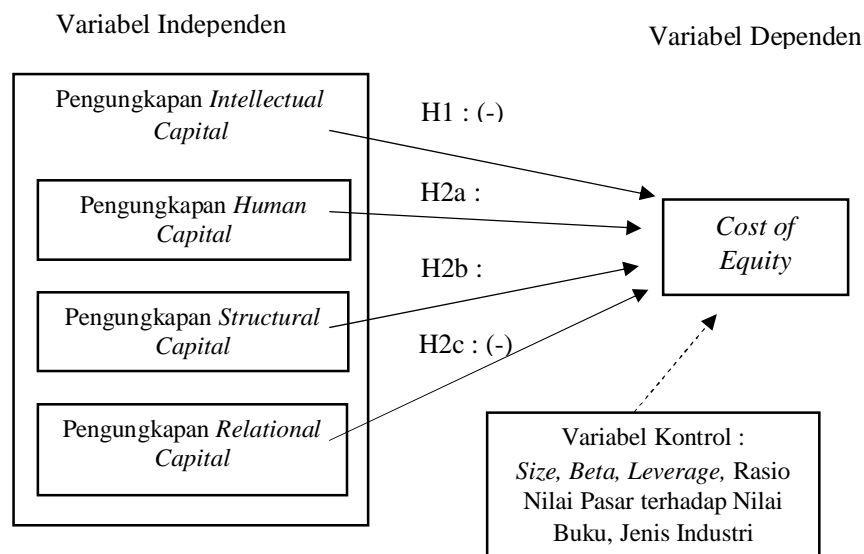 Variabel Independen
Variabel Dependen
Pengungkapan Intellectual
Capital
H1 : (-)
Pengungkapan Human
Capital
H2a :
Cost of
Equity
Pengungkapan Structural
Capital
H2b :
Pengungkapan Relational
Capital
H2c : (-)
Variabel Kontrol :
Size, Beta, Leverage, Rasio
Nilai Pasar terhadap Nilai
Buku, Jenis Industri